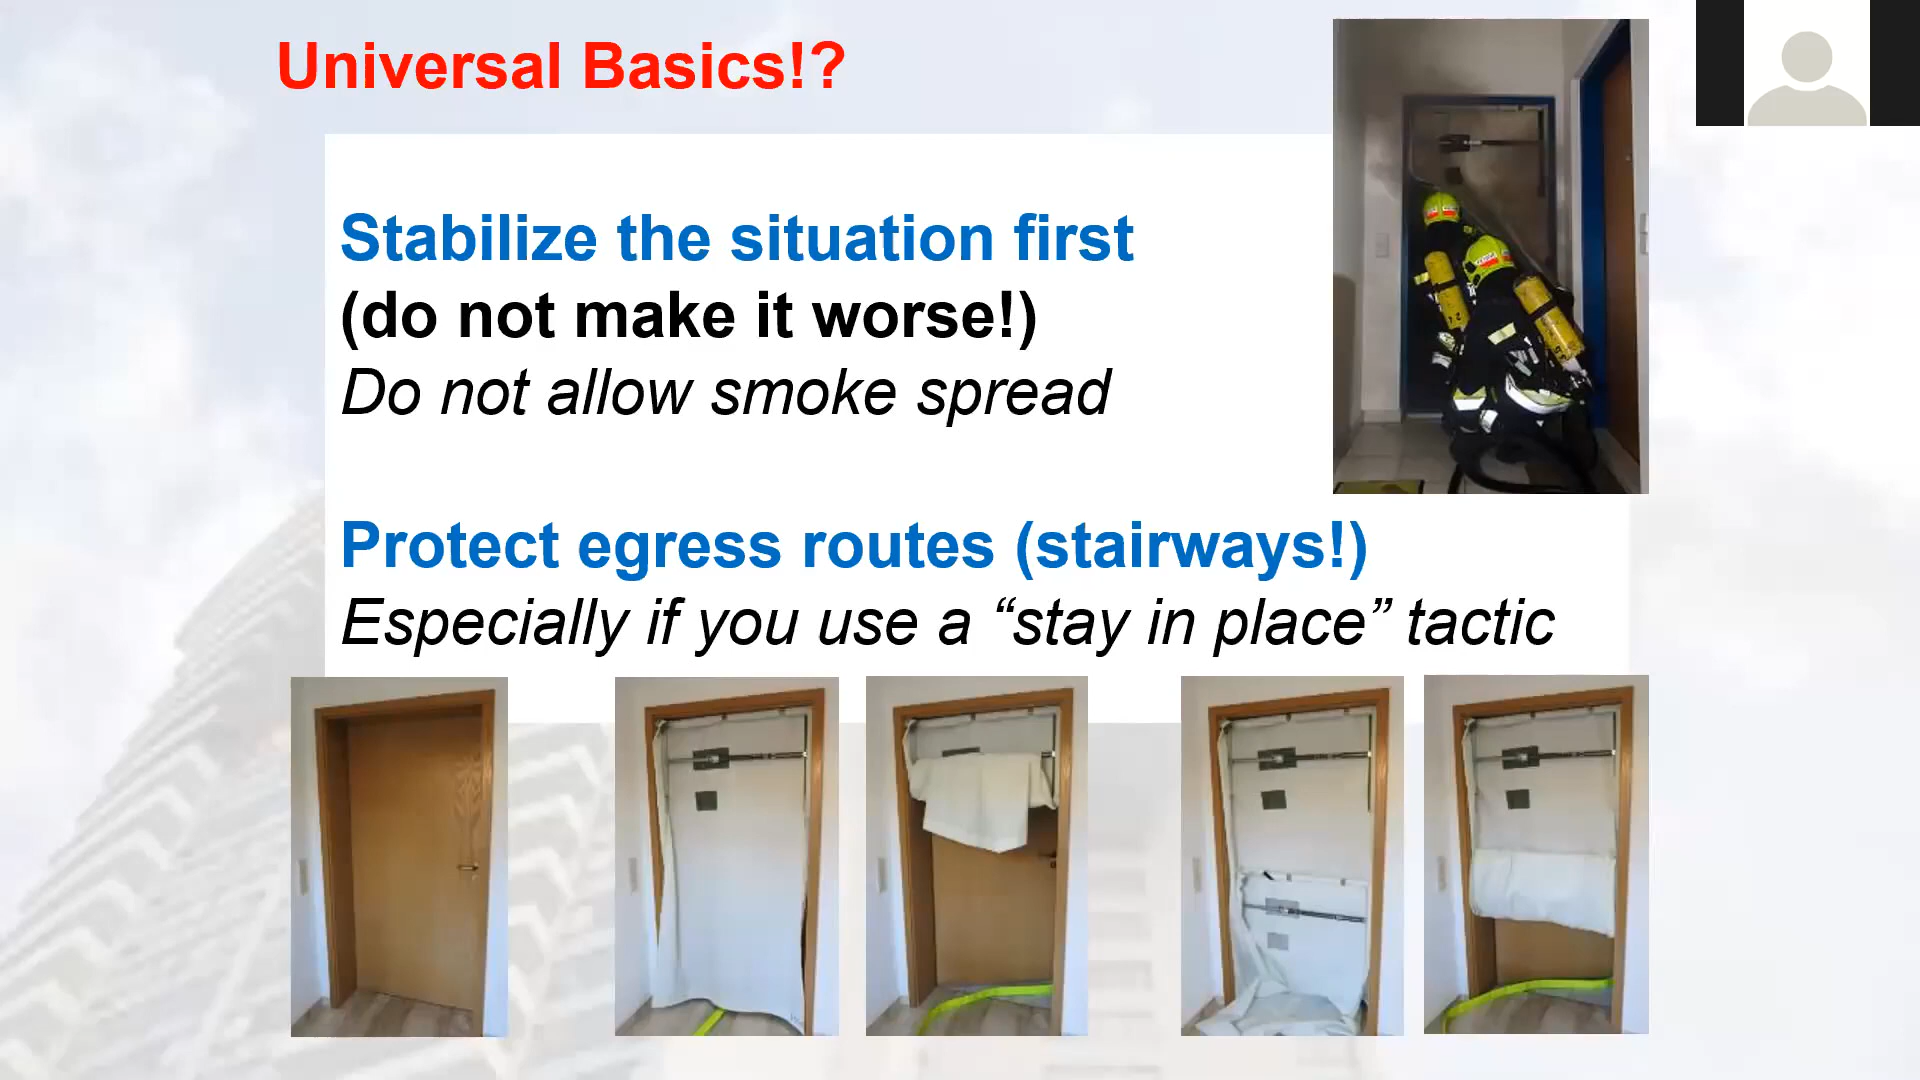 Universal Basics!?
Stabilize the situation first
(do not make it worse!)
Do not allow smoke spread
Protect egress routes (stairways!)
Especially if you use a “stay in place” tactic